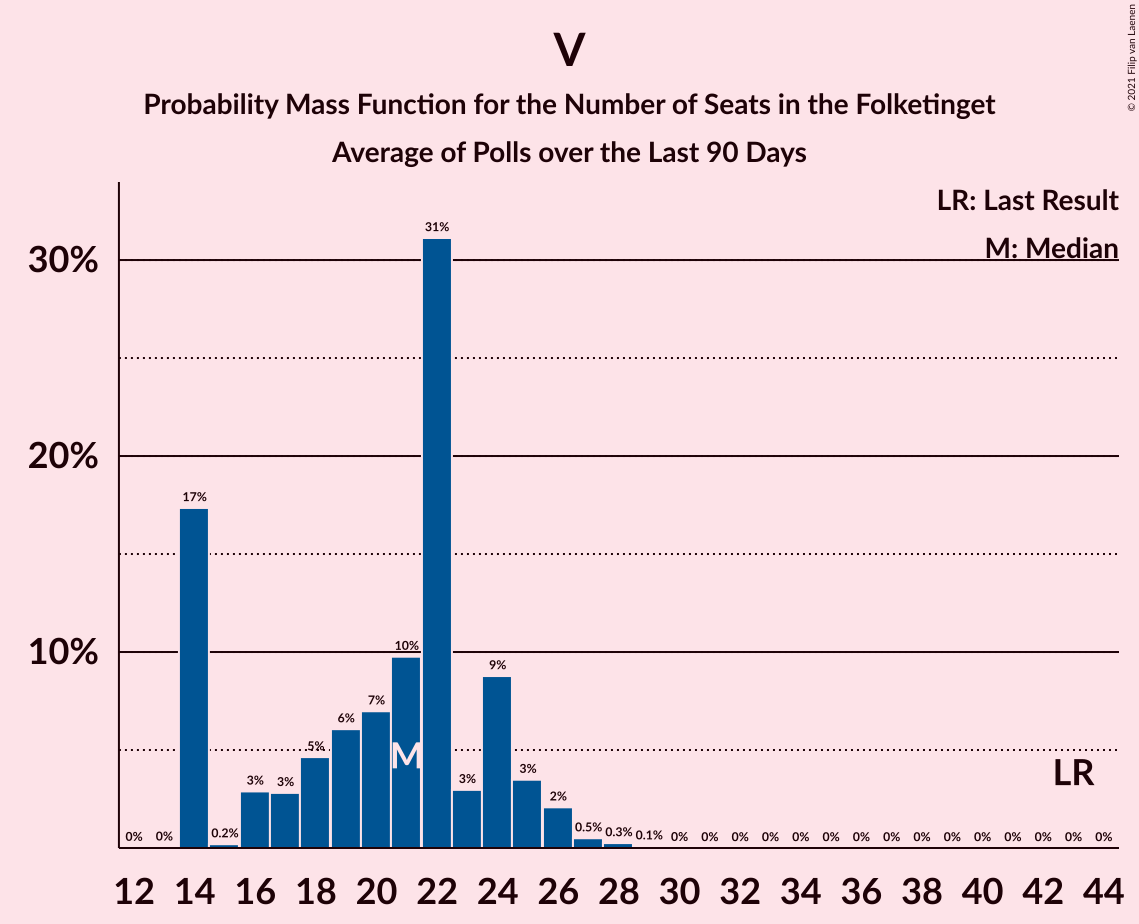 V
Probability Mass Function for the Number of Seats in the Folketinget
Average of Polls over the Last 90 Days
© 2021 Filip van Laenen
LR: Last Result
M: Median
30%
20%
10%
0% 0% 17% 0.2% 3% 3% 5% 6% 7% 10% 31% 3% 9% 3% 2% 0.5% 0.3% 0.1% 0% 0% 0% 0% 0% 0% 0% 0% 0% 0% 0% 0% 0% 0% 0%
M
LR
12 14 16 18 20 22 24 26 28 30 32 34 36 38 40 42 44